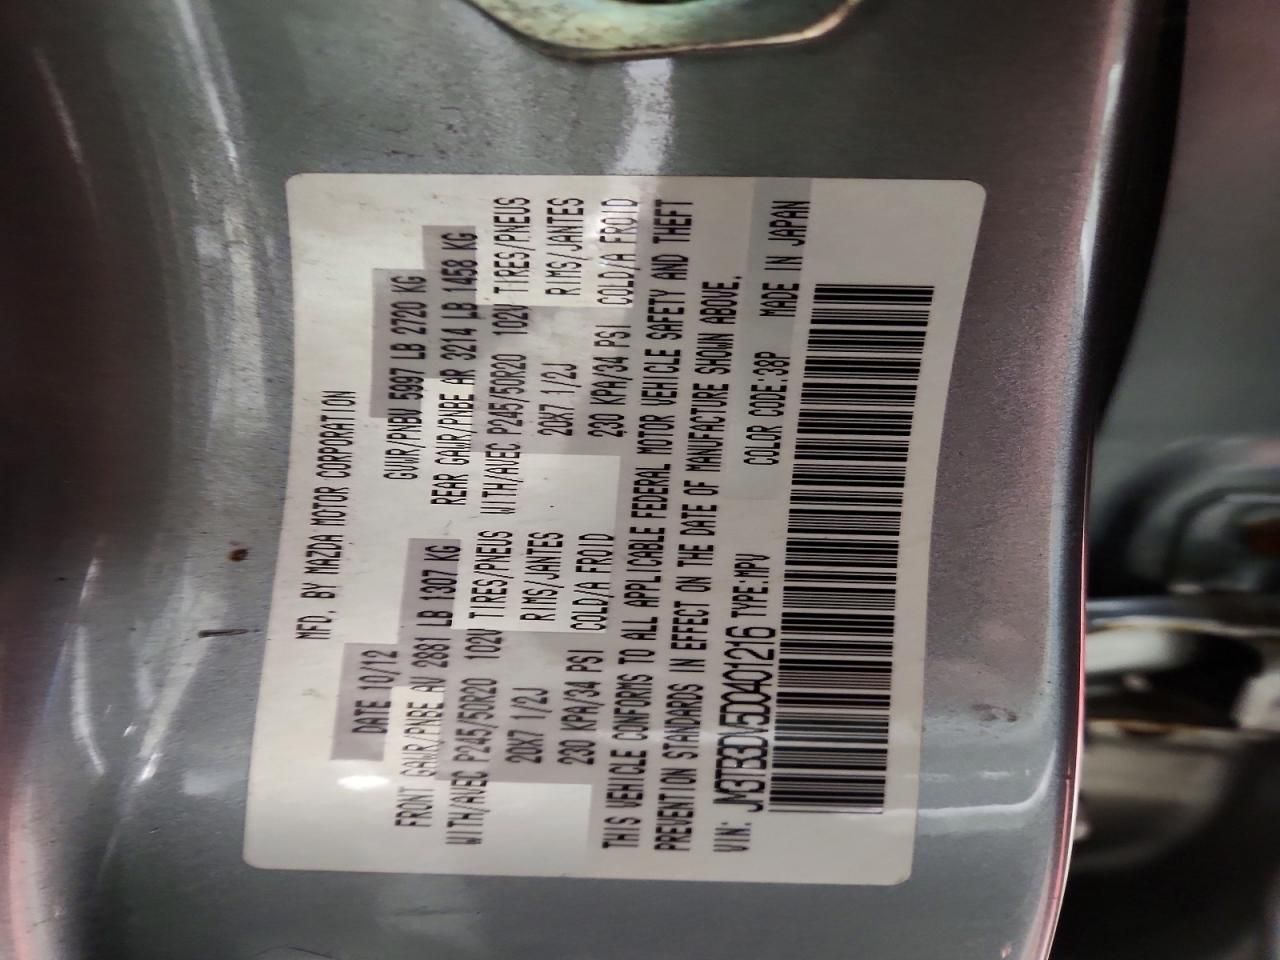 MFD. BY MAZDA MOTOR CORPORATION
DATE 10/12 GVWR/PNBV 5997 LB 2720 KG
FRONT GAWR/PNBE AV 2881 LB 1307 KG REAR GAWR/PNBE AR 3214 LB 1458 KG
WITH/AVEC P245/50R20 102V TIRES/PNEUS WITH/AVEC P245/50R20 102V TIRES/PNEUS
20X7 1/2J RIMS/JANTES 20X7 1/2J RIMS/JANTES
230 KPA/34 PSI COLD/A FROID 230 KPA/34 PSI COLD/A FROID
THIS VEHICLE CONFORMS TO ALL APPLICABLE FEDERAL MOTOR VEHICLE SAFETY AND THEFT
PREVENTION STANDARDS IN EFFECT ON THE DATE OF MANUFACTURE SHOWN ABOVE.
VIN: JM3TB3DV5D0401216 TYPE:MPV COLOR CODE:38P MADE IN JAPAN